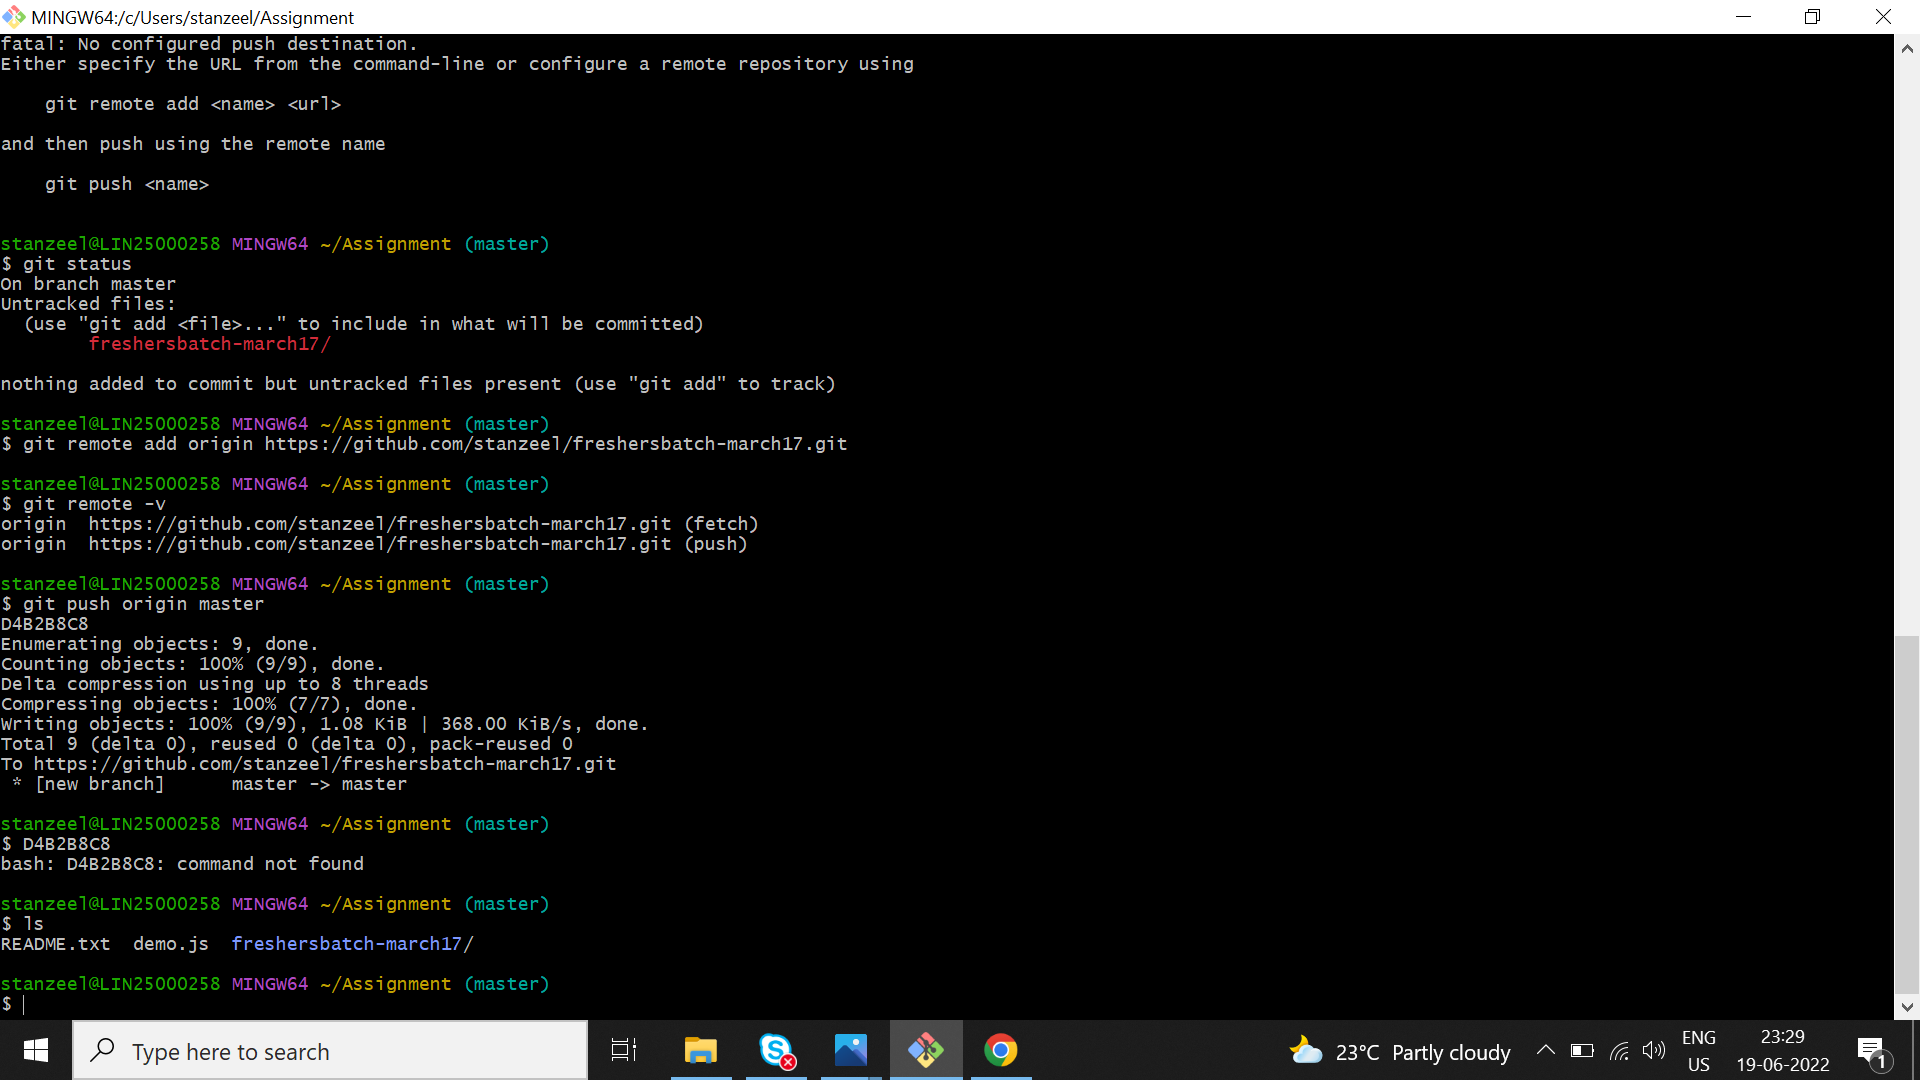 MINGW64:/c/Users/stanzeel/Assignment
fatal: No configured push destination.
Either specify the URL from the command-line or configure a remote repository using
git remote add <name> <url>
and then push using the remote name
git push <name>
stanzeel@LIN25000258 MINGW64 ~/Assignment (master)
$ git status
On branch master
Untracked files:
(use "git add <file>..." to include in what will be committed)
freshersbatch-march17/
nothing added to commit but untracked files present (use "git add" to track)
stanzeel@LIN25000258 MINGW64 ~/Assignment (master)
$ git remote add origin https://github.com/stanzeel/freshersbatch-march17.git
stanzeel@LIN25000258 MINGW64 ~/Assignment (master)
$ git remote -v
origin  https://github.com/stanzeel/freshersbatch-march17.git (fetch)
origin  https://github.com/stanzeel/freshersbatch-march17.git (push)
stanzeel@LIN25000258 MINGW64 ~/Assignment (master)
$ git push origin master
D4B2B8C8
Enumerating objects: 9, done.
Counting objects: 100% (9/9), done.
Delta compression using up to 8 threads
Compressing objects: 100% (7/7), done.
Writing objects: 100% (9/9), 1.08 KiB | 368.00 KiB/s, done.
Total 9 (delta 0), reused 0 (delta 0), pack-reused 0
To https://github.com/stanzeel/freshersbatch-march17.git
* [new branch]      master -> master
stanzeel@LIN25000258 MINGW64 ~/Assignment (master)
$ D4B2B8C8
bash: D4B2B8C8: command not found
stanzeel@LIN25000258 MINGW64 ~/Assignment (master)
$ ls
README.txt  demo.js  freshersbatch-march17/
stanzeel@LIN25000258 MINGW64 ~/Assignment (master)
$
Type here to search
23°C Partly cloudy
ENG
US
23:29
19-06-2022
1